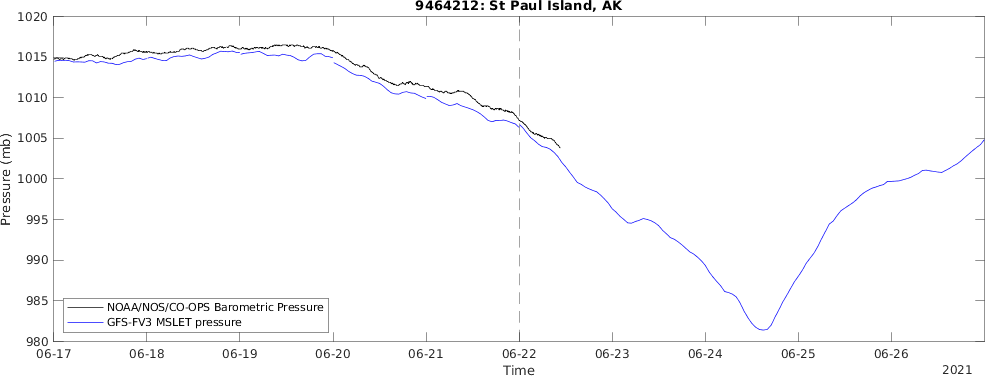 9464212: St Paul Island, AK
1020
1015
1010
1005
1000
995
990
985
980
Pressure (mb)
NOAA/NOS/CO-OPS Barometric Pressure
GFS-FV3 MSLET pressure
06-17 06-18 06-19 06-20 06-21 06-22 06-23 06-24 06-25 06-26
Time
2021